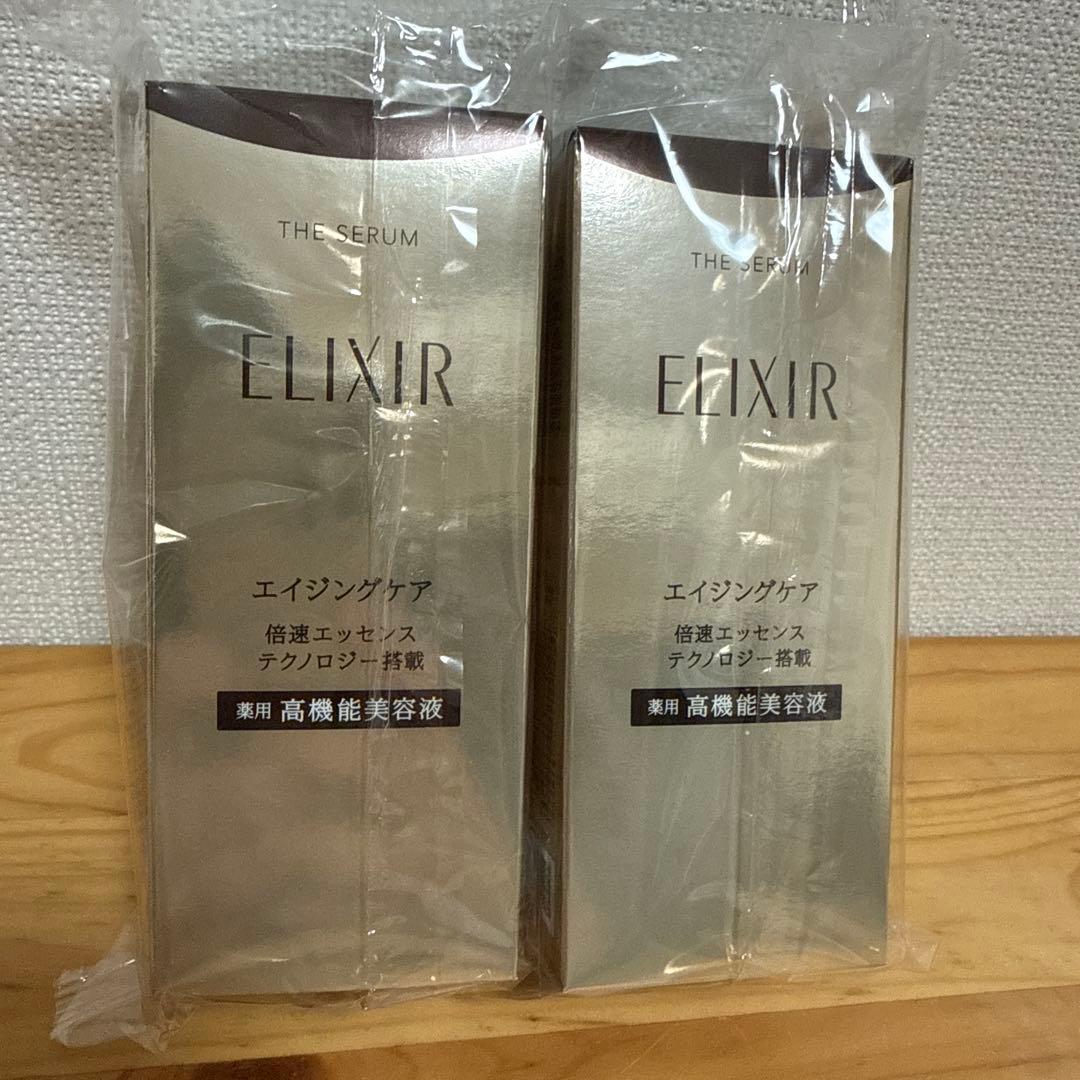 THE SERUM
ELIXIR
エイジングケア
倍速エッセンス
テクノロジー搭載
薬用 高機能美容液
THE SERUM
ELIXIR
エイジングケア
倍速エッセンス
テクノロジー搭載
薬用 高機能美容液